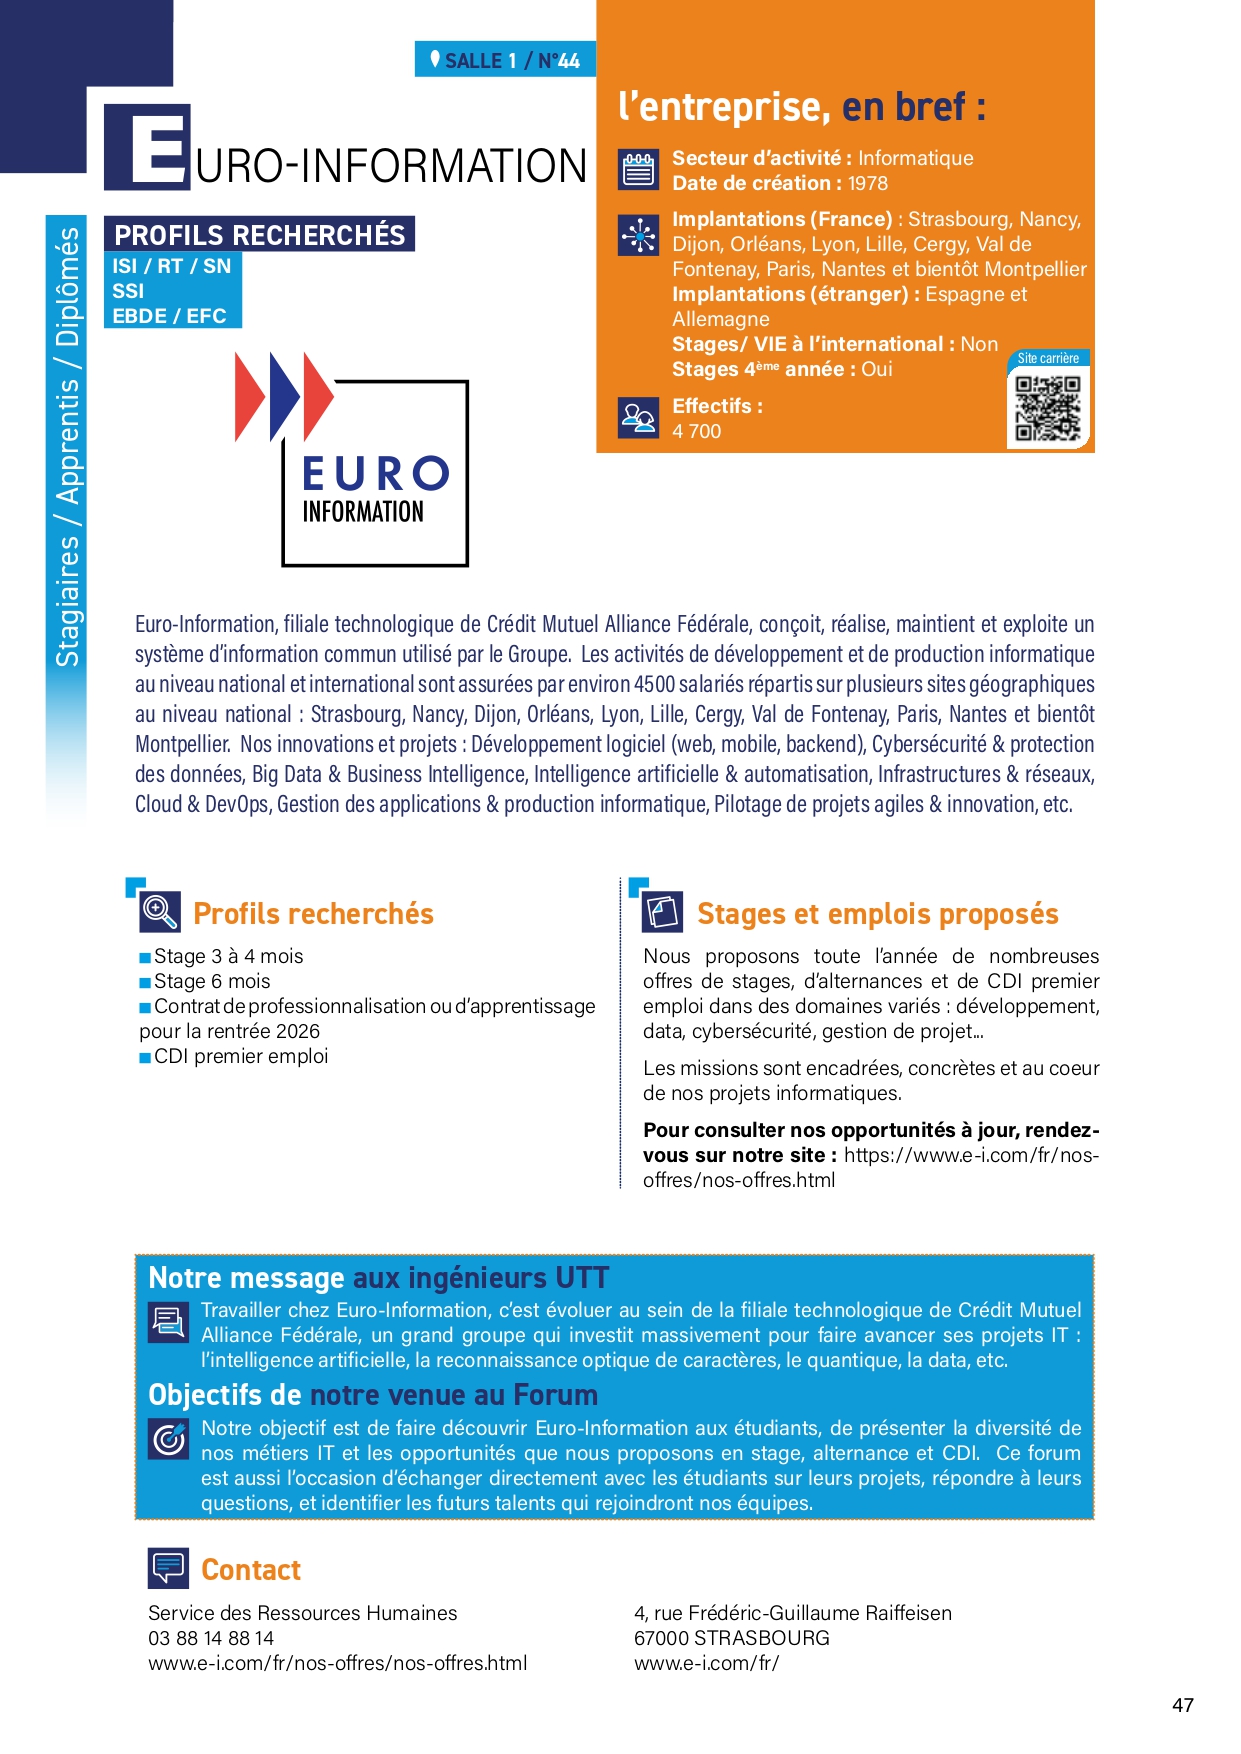 SALLE 1 / N°44
EURO-INFORMATION
PROFILS RECHERCHÉS
ISI / RT / SN
SSI
EBDE / EFC
Stagiaires / Apprentis / Diplômés
l’entreprise, en bref :
Secteur d’activité : Informatique
Date de création : 1978
Implantations (France) : Strasbourg, Nancy,
Dijon, Orléans, Lyon, Lille, Cergy, Val de
Fontenay, Paris, Nantes et bientôt Montpellier
Implantations (étranger) : Espagne et
Allemagne
Stages/ VIE à l’international : Non
Stages 4ème année : Oui
Site carrière
Effectifs :
4 700
EURO
INFORMATION
Euro-Information, filiale technologique de Crédit Mutuel Alliance Fédérale, conçoit, réalise, maintient et exploite un
système d’information commun utilisé par le Groupe. Les activités de développement et de production informatique
au niveau national et international sont assurées par environ 4500 salariés répartis sur plusieurs sites géographiques
au niveau national : Strasbourg, Nancy, Dijon, Orléans, Lyon, Lille, Cergy, Val de Fontenay, Paris, Nantes et bientôt
Montpellier. Nos innovations et projets : Développement logiciel (web, mobile, backend), Cybersécurité & protection
des données, Big Data & Business Intelligence, Intelligence artificielle & automatisation, Infrastructures & réseaux,
Cloud & DevOps, Gestion des applications & production informatique, Pilotage de projets agiles & innovation, etc.
Profils recherchés
Stage 3 à 4 mois
Stage 6 mois
Contrat de professionnalisation ou d’apprentissage
pour la rentrée 2026
CDI premier emploi
Stages et emplois proposés
Nous proposons toute l’année de nombreuses
offres de stages, d’alternances et de CDI premier
emploi dans des domaines variés : développement,
data, cybersécurité, gestion de projet...
Les missions sont encadrées, concrètes et au coeur
de nos projets informatiques.
Pour consulter nos opportunités à jour, rendez-
vous sur notre site : https://www.e-i.com/fr/nos-
offres/nos-offres.html
Notre message aux ingénieurs UTT
Travailler chez Euro-Information, c’est évoluer au sein de la filiale technologique de Crédit Mutuel
Alliance Fédérale, un grand groupe qui investit massivement pour faire avancer ses projets IT :
l’intelligence artificielle, la reconnaissance optique de caractères, le quantique, la data, etc.
Objectifs de notre venue au Forum
Notre objectif est de faire découvrir Euro-Information aux étudiants, de présenter la diversité de
nos métiers IT et les opportunités que nous proposons en stage, alternance et CDI. Ce forum
est aussi l’occasion d’échanger directement avec les étudiants sur leurs projets, répondre à leurs
questions, et identifier les futurs talents qui rejoindront nos équipes.
Contact
Service des Ressources Humaines
03 88 14 88 14
www.e-i.com/fr/nos-offres/nos-offres.html
4, rue Frédéric-Guillaume Raiffeisen
67000 STRASBOURG
www.e-i.com/fr/
47